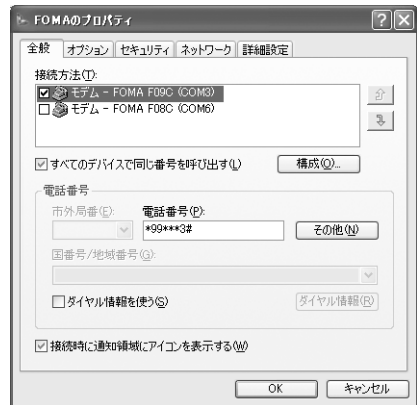 FOMAのプロパティ
全般 オプション セキュリティ ネットワーク 詳細設定
接続方法(T):
モデム - FOMA F09C (COM3)
モデム - FOMA F08C (COM6)
すべてのデバイスで同じ番号を呼び出す(L) 構成(O)...
電話番号
市外局番(E): 電話番号(P):
*99***3# その他(N)
国番号/地域番号(G):
ダイヤル情報を使う(S) ダイヤル情報(R)
接続時に通知領域にアイコンを表示する(W)
OK キャンセル